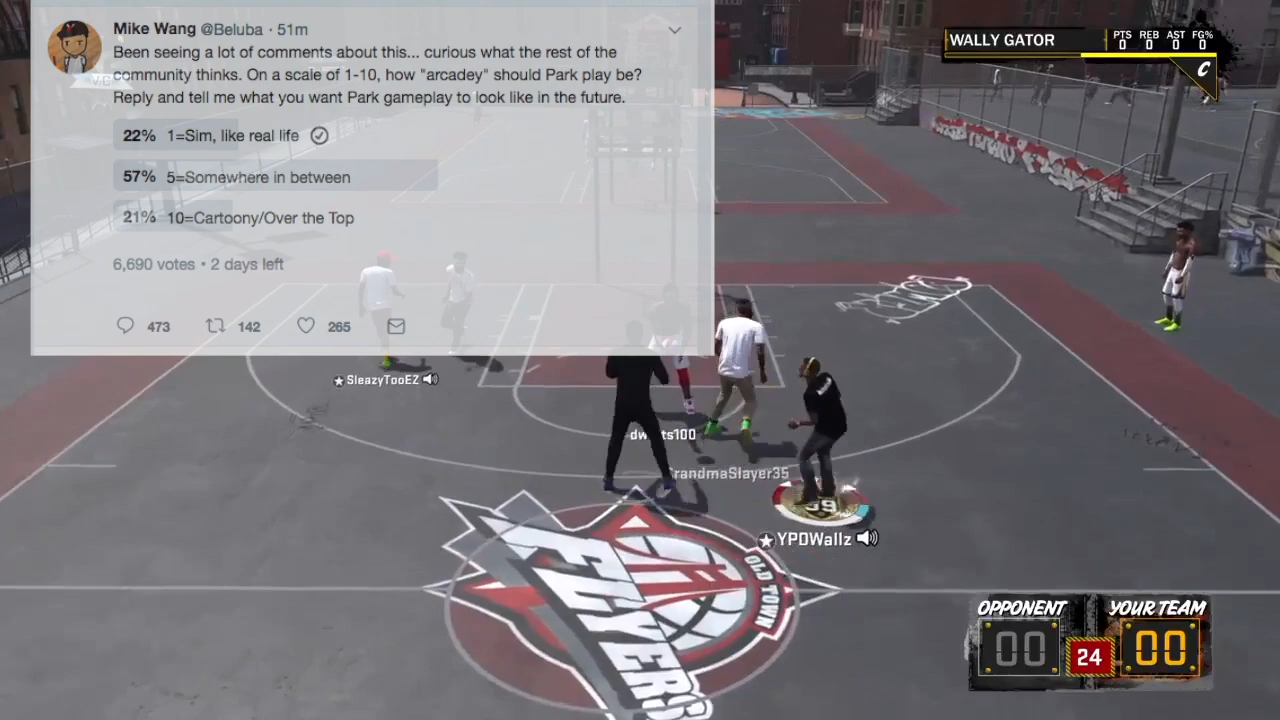 Mike Wang @Beluba · 51m
Been seeing a lot of comments about this... curious what the rest of the
community thinks. On a scale of 1-10, how "arcadey" should Park play be?
Reply and tell me what you want Park gameplay to look like in the future.
22% 1=Sim, like real life
57% 5=Somewhere in between
21% 10=Cartoony/Over the Top
6,690 votes • 2 days left
473 142 265
WALLY GATOR
PTS REB AST FG%
0 0 0 0
C
SleazyTooEZ
GrandmaSlayer35
99
YPDWallz
OLD TOWN
FLYERS
OPPONENT YOUR TEAM
00 24 00